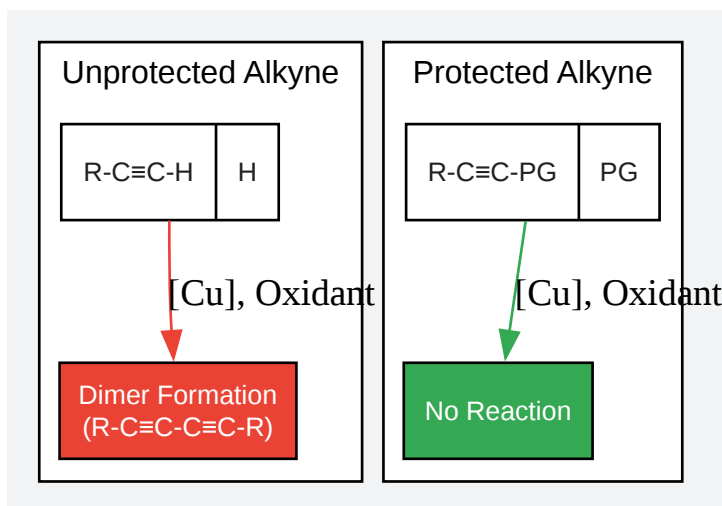 Unprotected Alkyne
R-C≡C-H
H
[Cu], Oxidant
Dimer Formation
(R-C≡C-C≡C-R)
Protected Alkyne
R-C≡C-PG
PG
[Cu], Oxidant
No Reaction